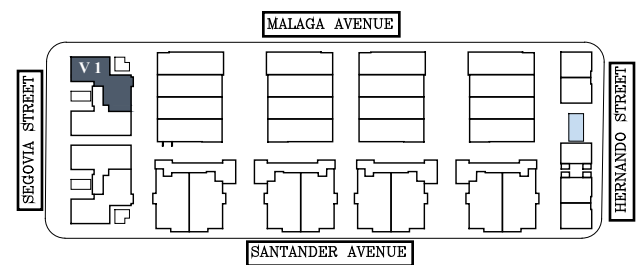 MALAGA AVENUE
V 1
SEGOVIA STREET
HERNANDO STREET
SANTANDER AVENUE